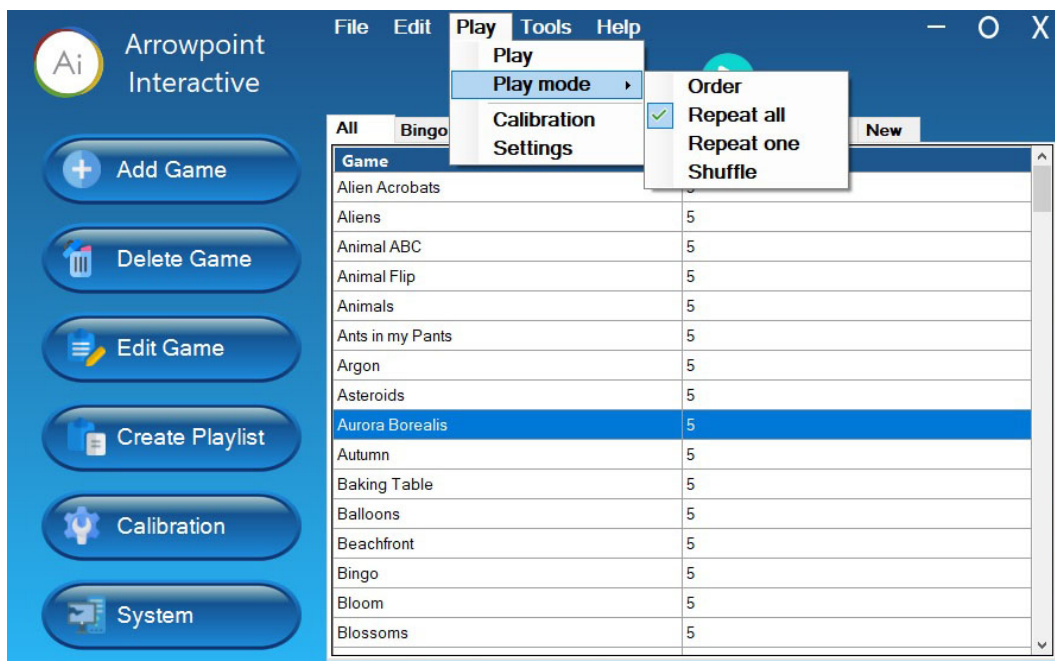 Ai
Arrowpoint
Interactive
File Edit Play Tools Help
— O X
Play
Play mode
Calibration
Settings
Order
Repeat all
Repeat one
Shuffle
Add Game
Delete Game
Edit Game
Create Playlist
Calibration
System
All Bingo New
Game
Alien Acrobats
Aliens 5
Animal ABC 5
Animal Flip 5
Animals 5
Ants in my Pants 5
Argon 5
Asteroids 5
Aurora Borealis 5
Autumn 5
Baking Table 5
Balloons 5
Beachfront 5
Bingo 5
Bloom 5
Blossoms 5